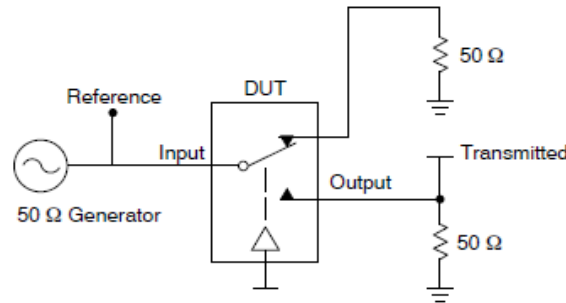 DUT
50 Ω
Reference
Input
Transmitted
Output
50 Ω Generator
50 Ω